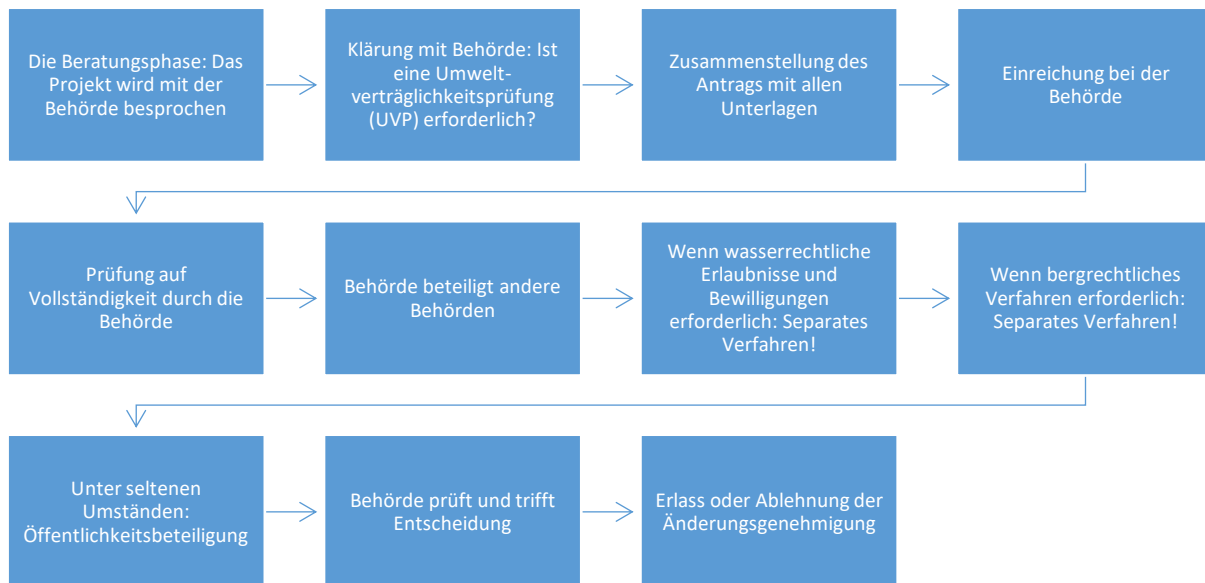 Die Beratungsphase: Das
Projekt wird mit der
Behörde besprochen
Klärung mit Behörde: Ist
eine Umwelt-
verträglichkeitsprüfung
(UVP) erforderlich?
Zusammenstellung des
Antrags mit allen
Unterlagen
Einreichung bei der
Behörde
Prüfung auf
Vollständigkeit durch die
Behörde
Behörde beteiligt andere
Behörden
Wenn wasserrechtliche
Erlaubnisse und
Bewilligungen
erforderlich: Separates
Verfahren!
Wenn bergrechtliches
Verfahren erforderlich:
Separates Verfahren!
Unter seltenen
Umständen:
Öffentlichkeitsbeteiligung
Behörde prüft und trifft
Entscheidung
Erlass oder Ablehnung der
Änderungsgenehmigung